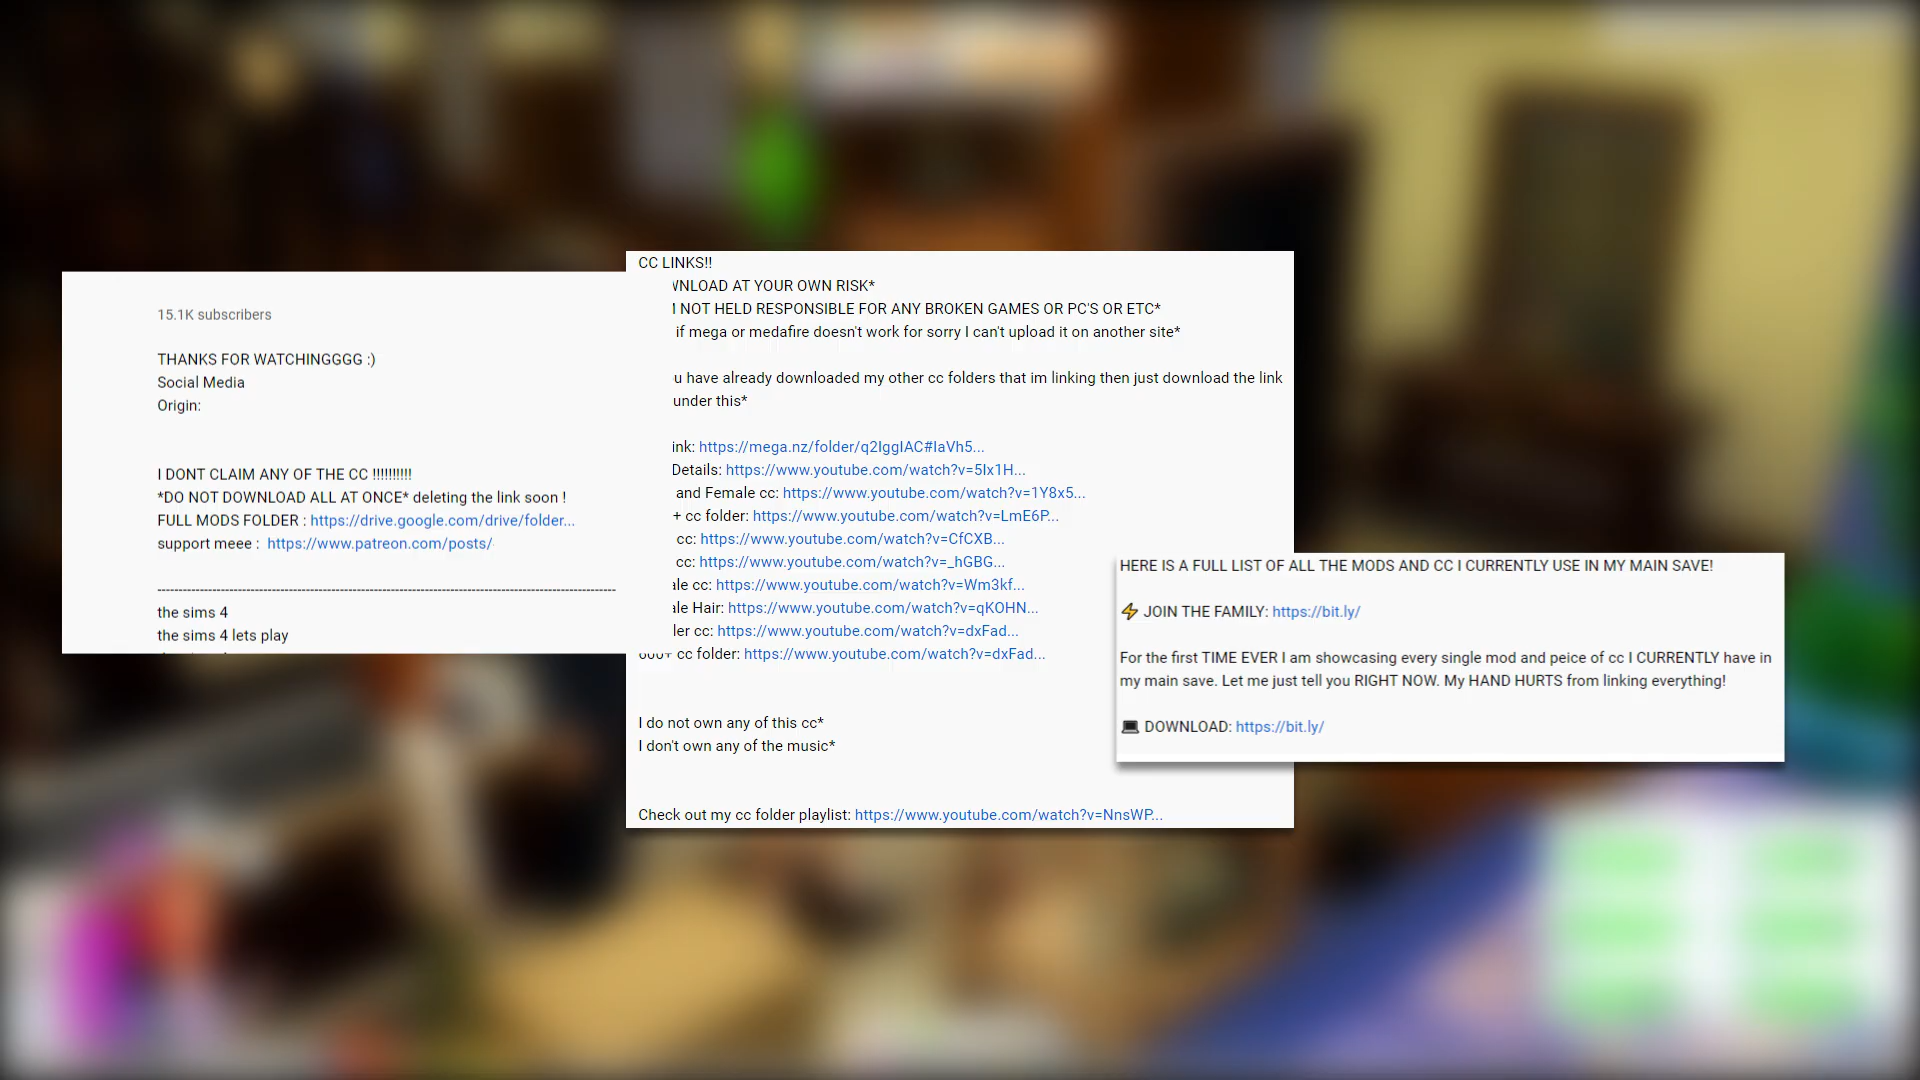 15.1K subscribers
THANKS FOR WATCHINGGGG :)
Social Media
Origin:
I DONT CLAIM ANY OF THE CC !!!!!!!!!!
*DO NOT DOWNLOAD ALL AT ONCE* deleting the link soon !
FULL MODS FOLDER : https://drive.google.com/drive/folder...
support meee : https://www.patreon.com/posts/
the sims 4
the sims 4 lets play
CC LINKS!!
WNLOAD AT YOUR OWN RISK*
NOT HELD RESPONSIBLE FOR ANY BROKEN GAMES OR PC'S OR ETC*
if mega or medafire doesn't work for sorry I can't upload it on another site*
u have already downloaded my other cc folders that im linking then just download the link
under this*
ink: https://mega.nz/folder/q2IggIAC#IaVh5...
Details: https://www.youtube.com/watch?v=5Ix1H...
and Female cc: https://www.youtube.com/watch?v=1Y8x5...
+ cc folder: https://www.youtube.com/watch?v=LmE6P...
cc: https://www.youtube.com/watch?v=CfCXB...
cc: https://www.youtube.com/watch?v=_hGBG...
ale cc: https://www.youtube.com/watch?v=Wm3kf...
ale Hair: https://www.youtube.com/watch?v=qKOHN...
ler cc: https://www.youtube.com/watch?v=dxFad...
600+ cc folder: https://www.youtube.com/watch?v=dxFad...
I do not own any of this cc*
I don't own any of the music*
Check out my cc folder playlist: https://www.youtube.com/watch?v=NnsWP...
HERE IS A FULL LIST OF ALL THE MODS AND CC I CURRENTLY USE IN MY MAIN SAVE!
⚡ JOIN THE FAMILY: https://bit.ly/
For the first TIME EVER I am showcasing every single mod and peice of cc I CURRENTLY have in
my main save. Let me just tell you RIGHT NOW. My HAND HURTS from linking everything!
💻 DOWNLOAD: https://bit.ly/